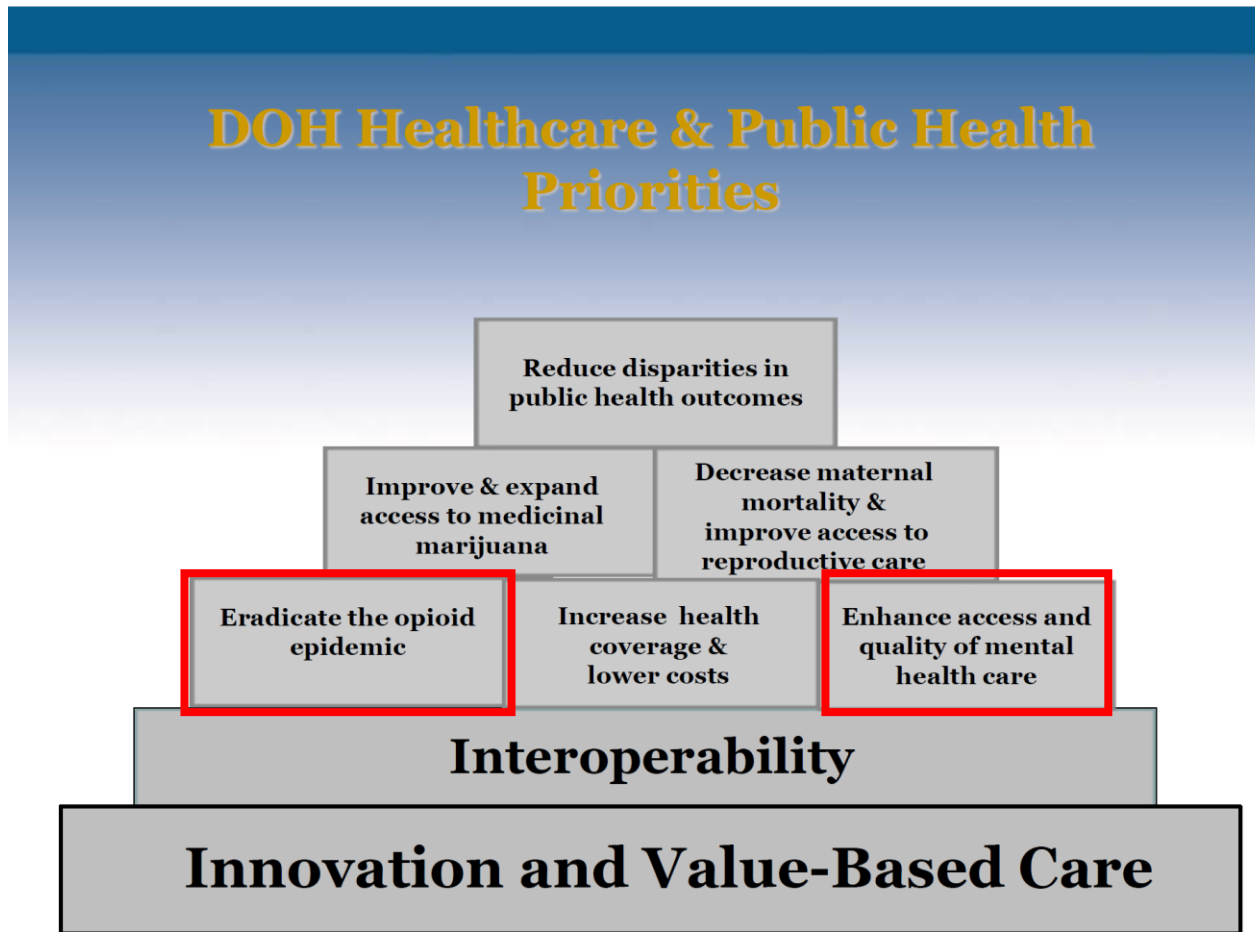 DOH Healthcare & Public Health
Priorities
Reduce disparities in
public health outcomes
Improve & expand
access to medicinal
marijuana
Decrease maternal
mortality &
improve access to
reproductive care
Eradicate the opioid
epidemic
Increase health
coverage &
lower costs
Enhance access and
quality of mental
health care
Interoperability
Innovation and Value-Based Care